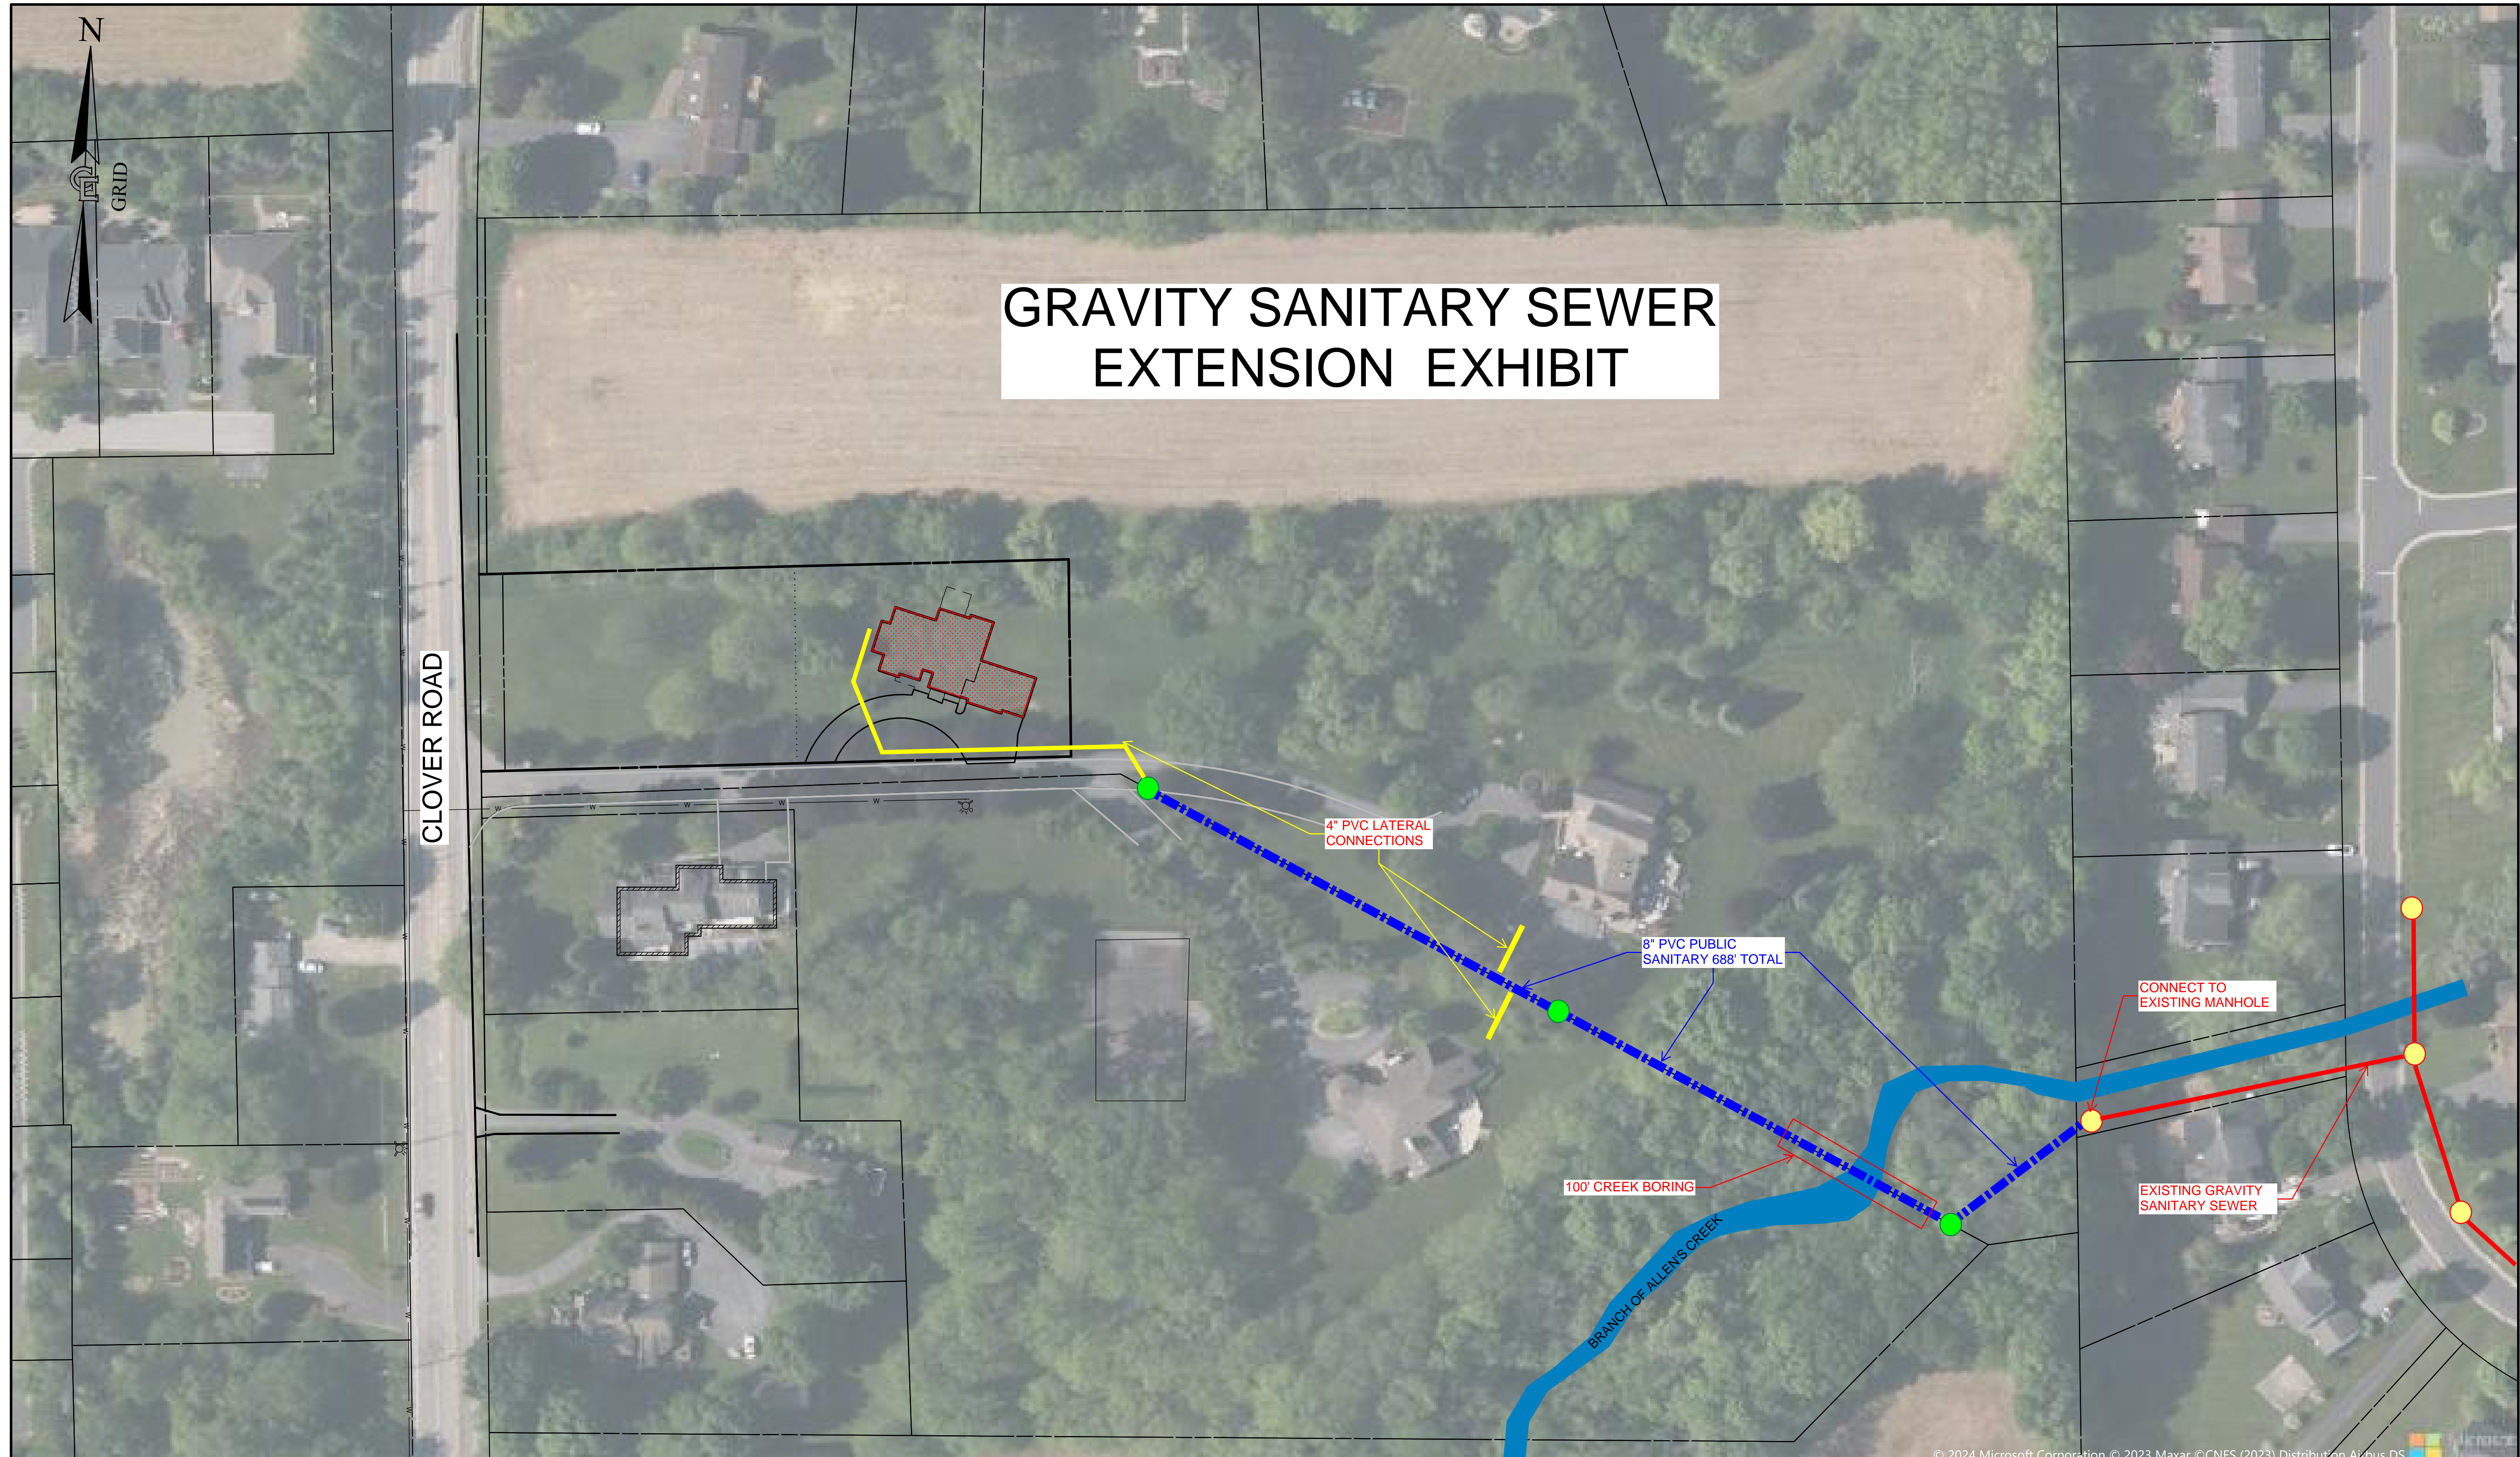 N
GRID
GRAVITY SANITARY SEWER
EXTENSION EXHIBIT
CLOVER ROAD
W
W
W
W
W
W
W
W
W
W
W
W
W
W
4" PVC LATERAL
CONNECTIONS
8" PVC PUBLIC
SANITARY 688' TOTAL
CONNECT TO
EXISTING MANHOLE
100' CREEK BORING
EXISTING GRAVITY
SANITARY SEWER
BRANCH OF ALLEN'S CREEK
© 2024 Microsoft Corporation © 2023 Maxar ©CNES (2023) Distribution Airbus DS